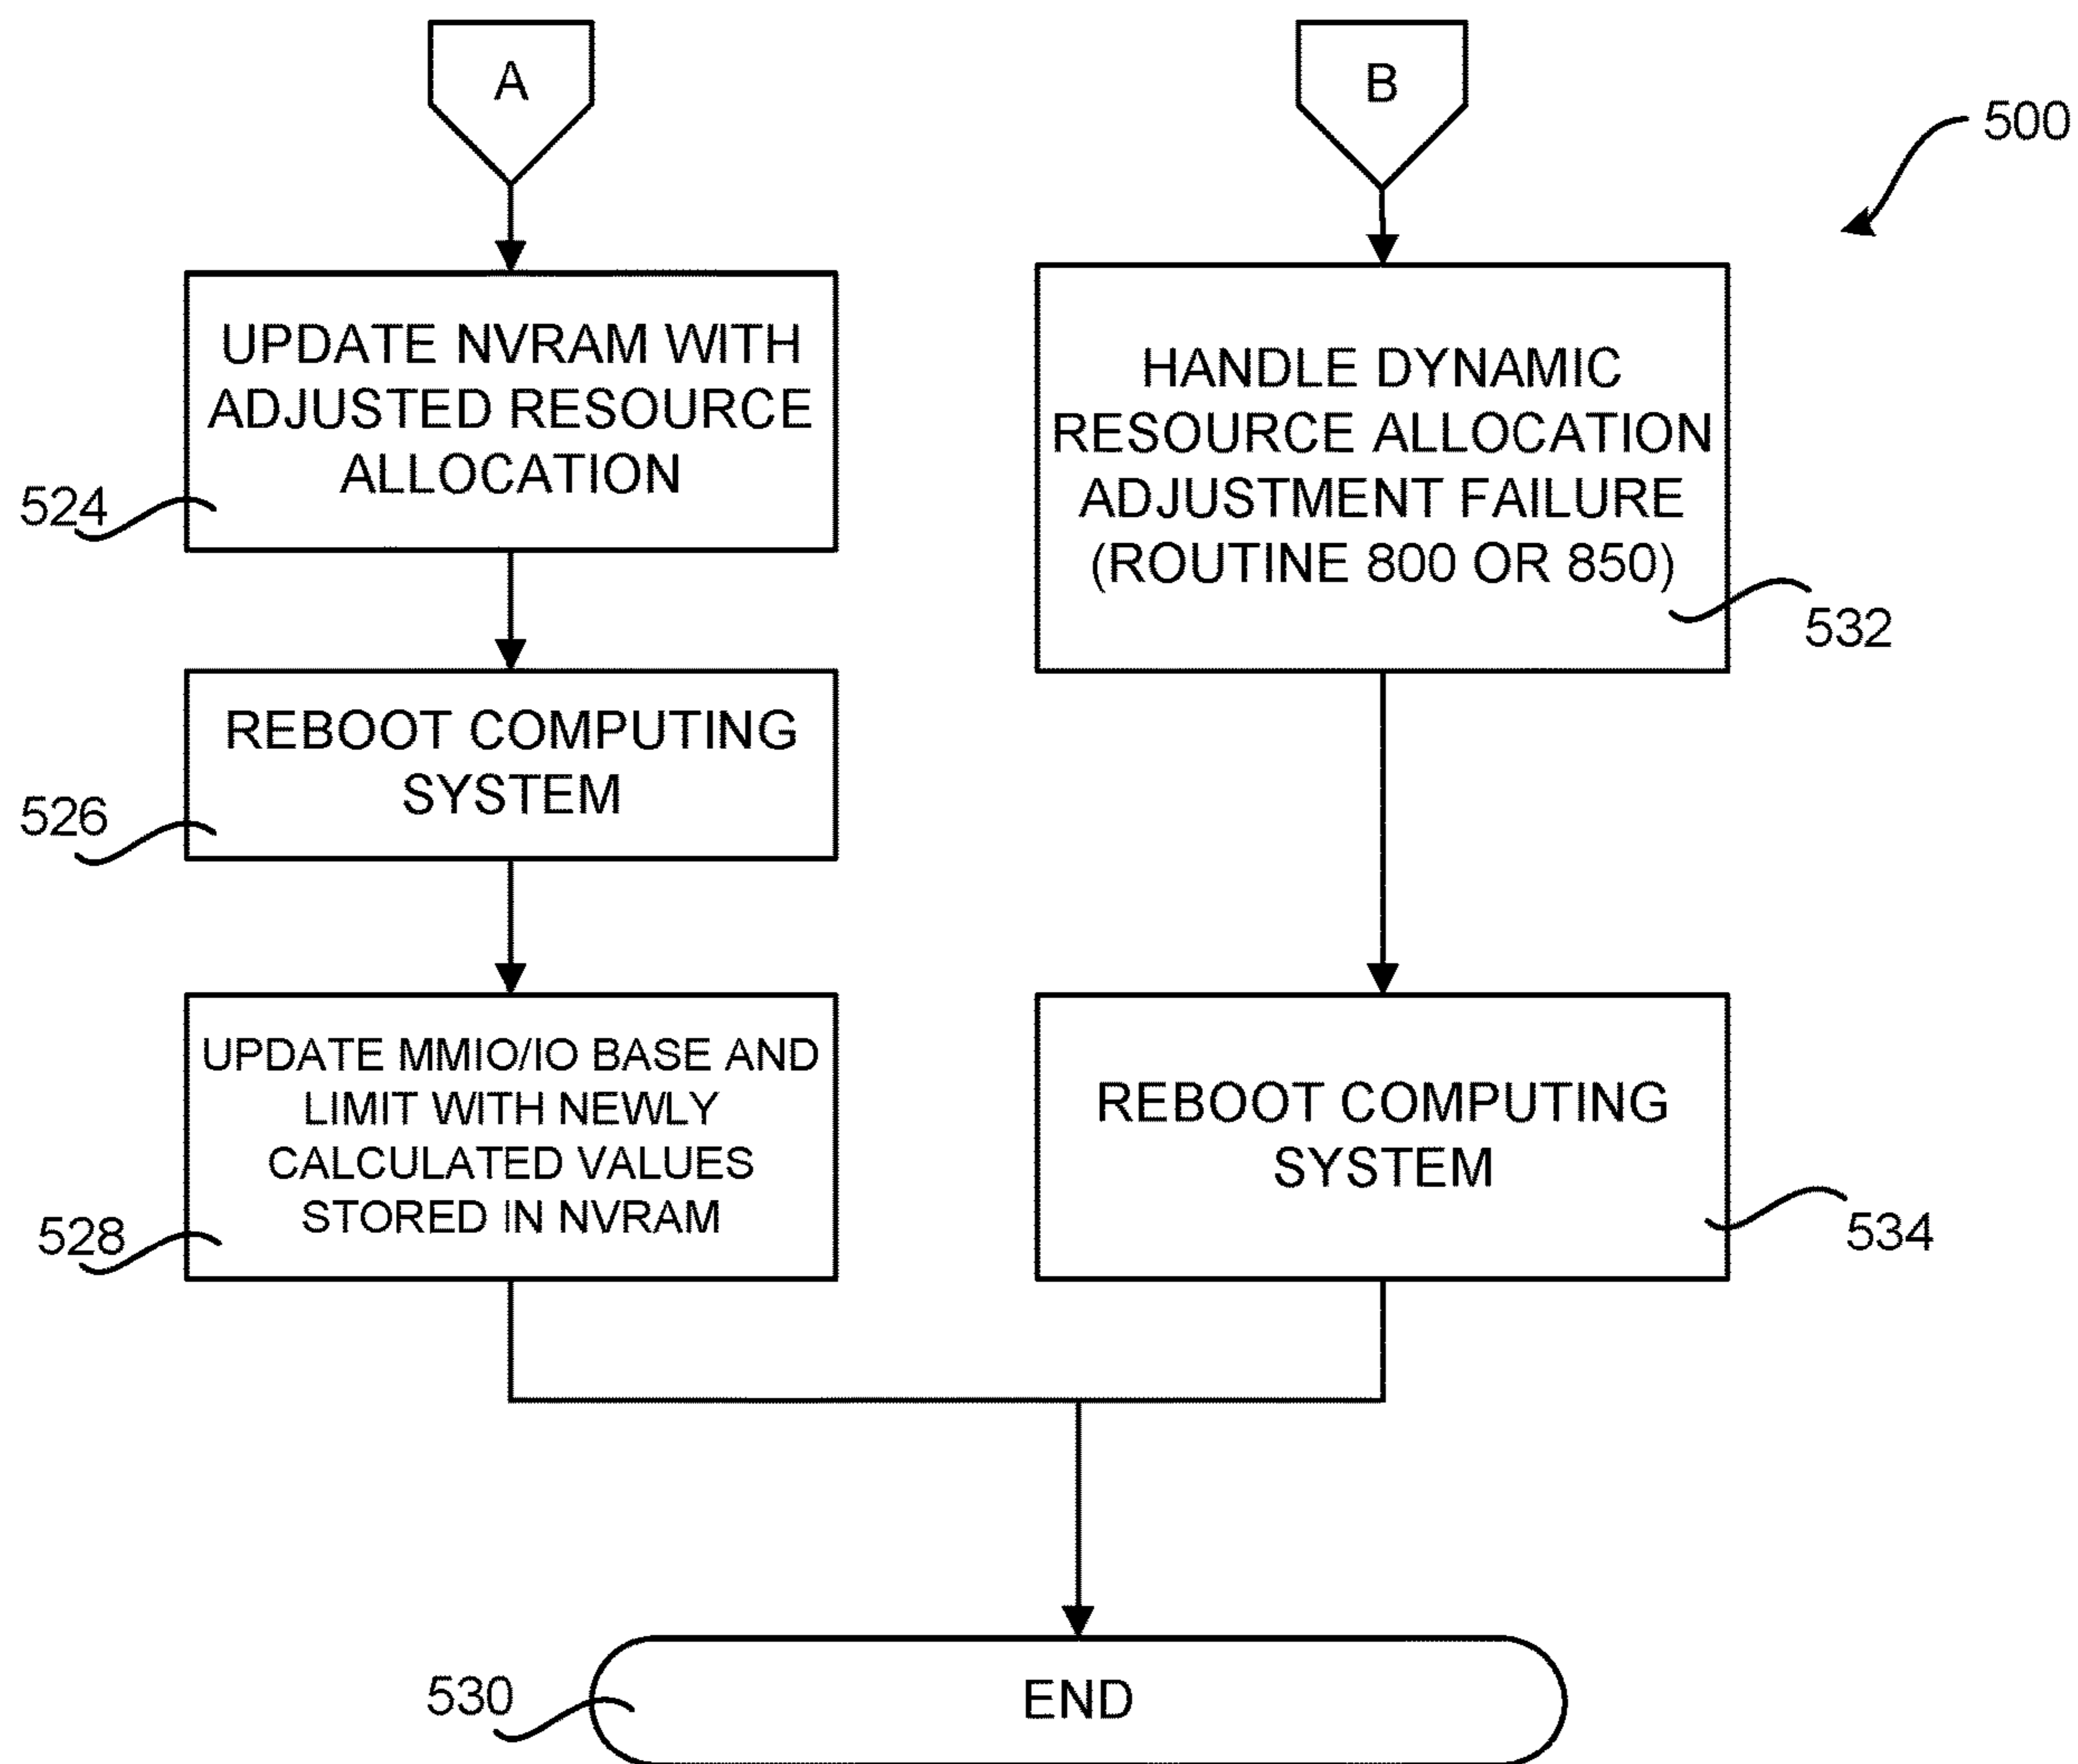 A
B
500
UPDATE NVRAM WITH
ADJUSTED RESOURCE
ALLOCATION
524
HANDLE DYNAMIC
RESOURCE ALLOCATION
ADJUSTMENT FAILURE
(ROUTINE 800 OR 850)
532
REBOOT COMPUTING
SYSTEM
526
UPDATE MMIO/IO BASE AND
LIMIT WITH NEWLY
CALCULATED VALUES
STORED IN NVRAM
528
REBOOT COMPUTING
SYSTEM
534
530
END